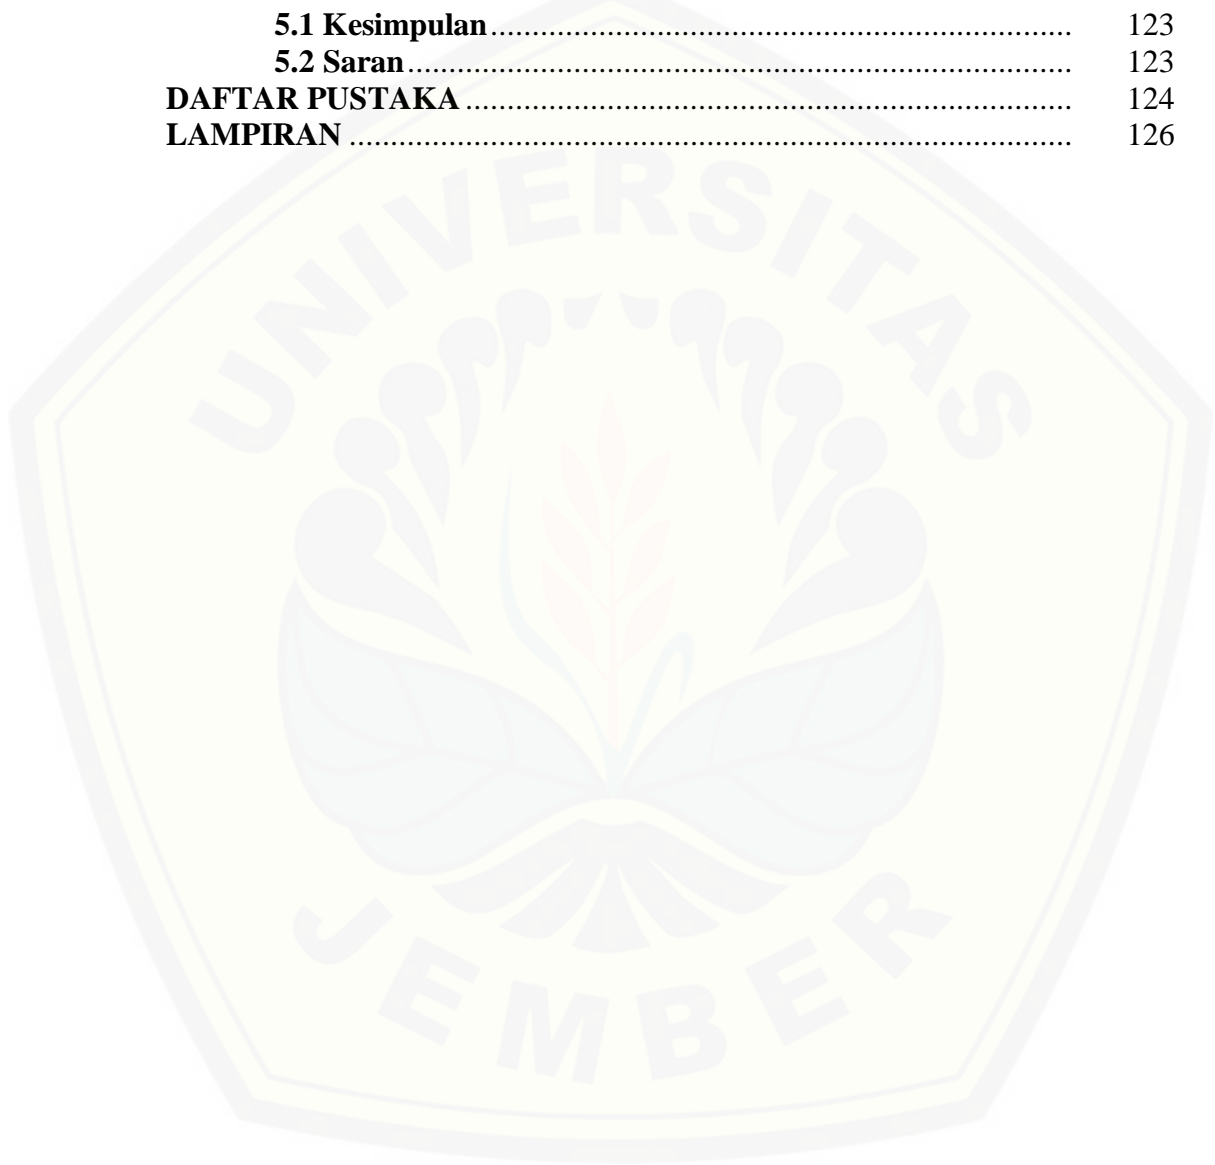 5.1 Kesimpulan....................................................................... 123
5.2 Saran................................................................................. 123
DAFTAR PUSTAKA.......................................................................... 124
LAMPIRAN........................................................................................ 126
UNIVERSITAS
JEMBER